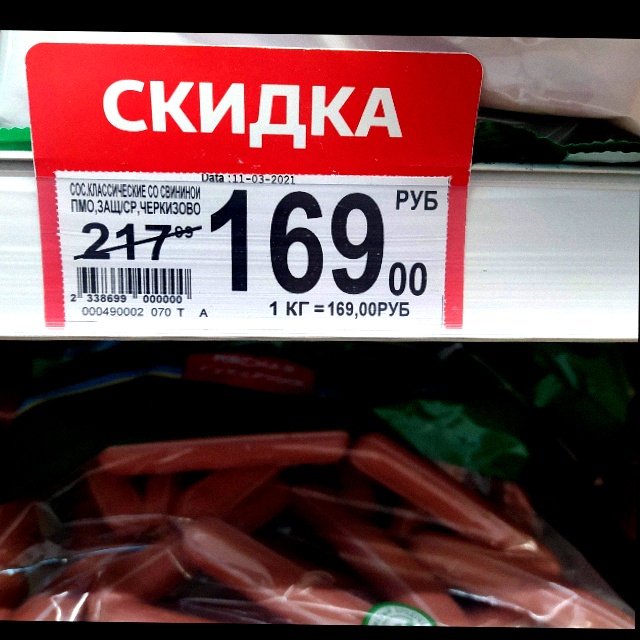 СКИДКА
Data :11-03-2021
СОС.КЛАССИЧЕСКИЕ СО СВИНИНОЙ
ПМО,ЗАЩ/СР,ЧЕРКИЗОВО
217 89
169 00 РУБ
2 338699 000000
000490002 070 Т А
1 КГ =169,00РУБ